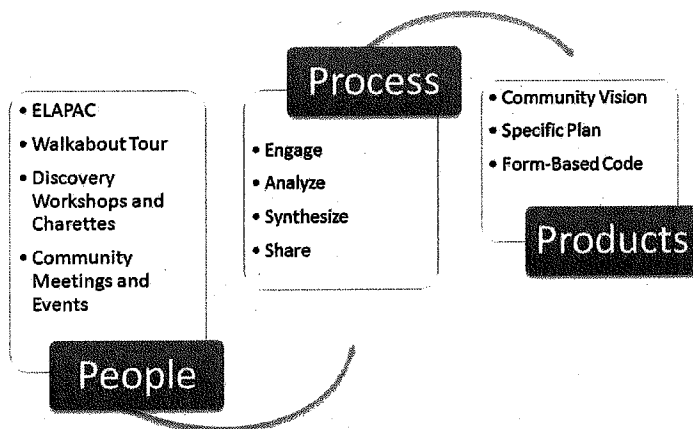 • ELAPAC
• Walkabout Tour
• Discovery
Workshops and
Charettes
• Community
Meetings and
Events
People
Process
• Engage
• Analyze
• Synthesize
• Share
• Community Vision
• Specific Plan
• Form-Based Code
Products